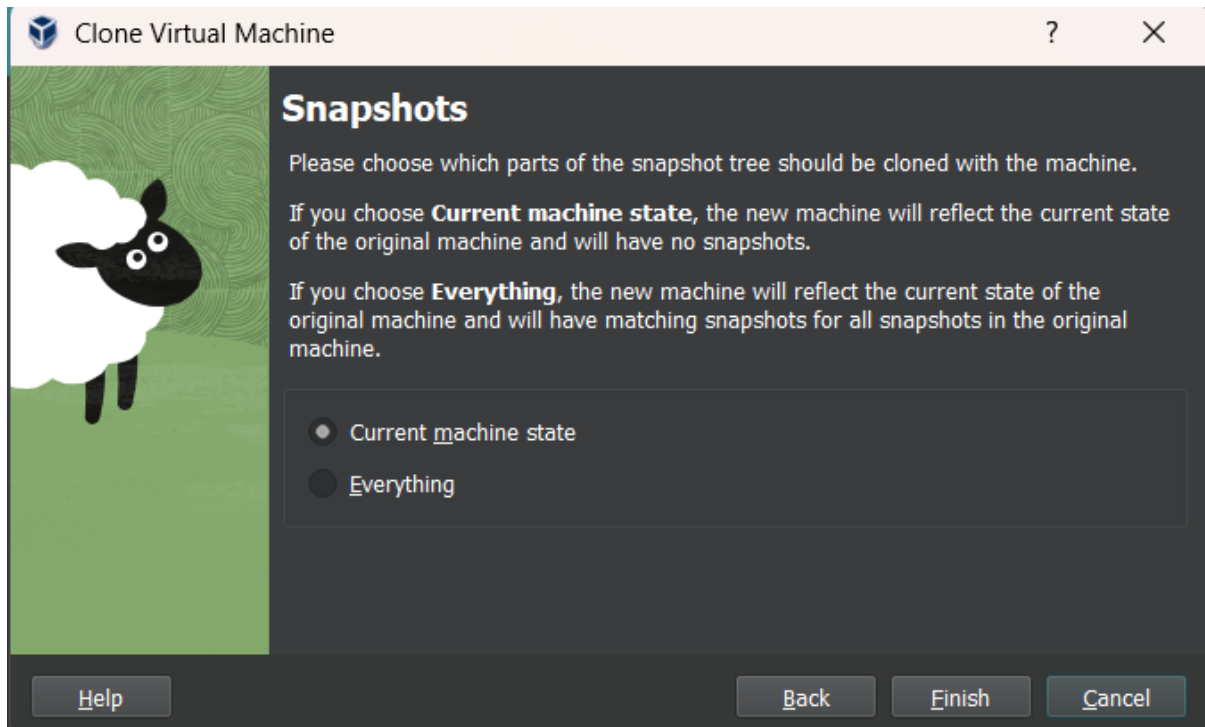 Clone Virtual Machine
?
Snapshots
Please choose which parts of the snapshot tree should be cloned with the machine.
If you choose Current machine state, the new machine will reflect the current state
of the original machine and will have no snapshots.
If you choose Everything, the new machine will reflect the current state of the
original machine and will have matching snapshots for all snapshots in the original
machine.
Current machine state
Everything
Help
Back
Finish
Cancel